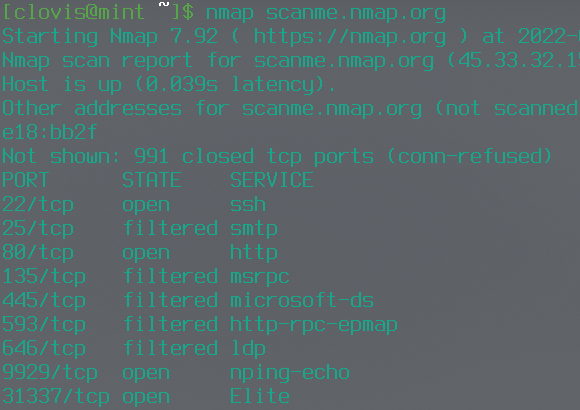 [clovis@mint ~]$ nmap scanme.nmap.org
Starting Nmap 7.92 ( https://nmap.org ) at 2022-
Nmap scan report for scanme.nmap.org (45.33.32.15
Host is up (0.039s latency).
Other addresses for scanme.nmap.org (not scanned
e18:bb2f
Not shown: 991 closed tcp ports (conn-refused)
PORT      STATE    SERVICE
22/tcp    open     ssh
25/tcp    filtered smtp
80/tcp    open     http
135/tcp   filtered msrpc
445/tcp   filtered microsoft-ds
593/tcp   filtered http-rpc-epmap
646/tcp   filtered ldp
9929/tcp  open     nping-echo
31337/tcp open     Elite